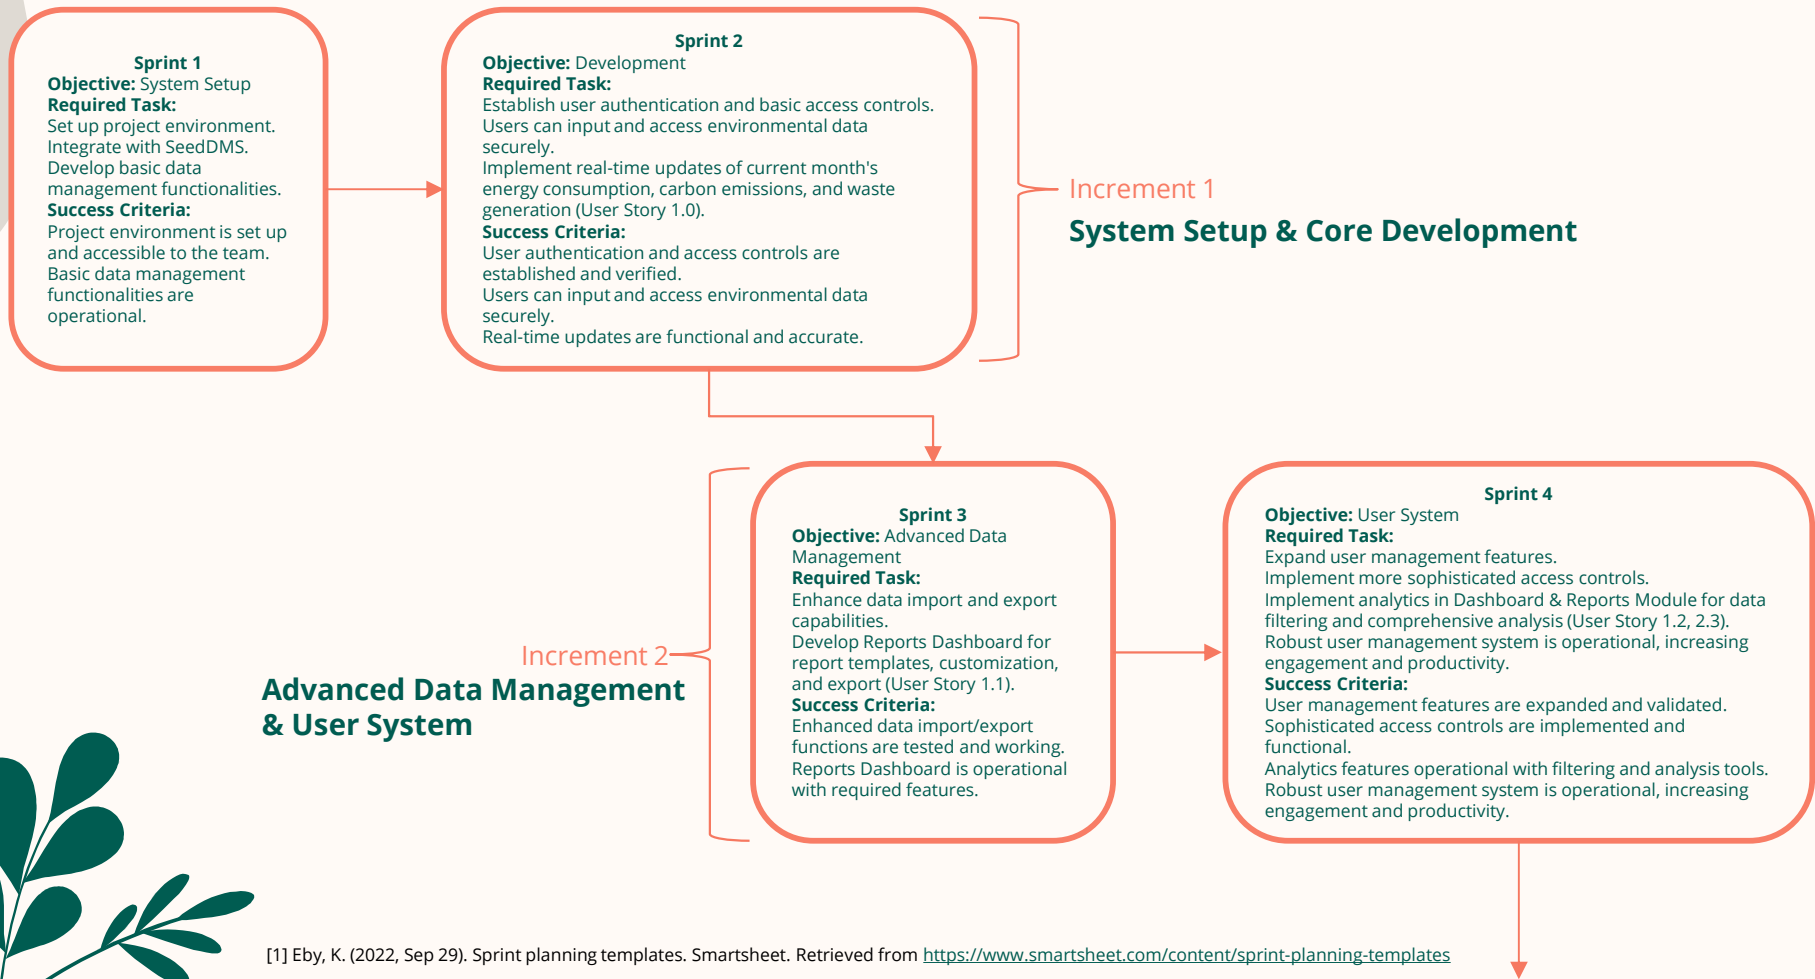 Sprint 1
Objective: System Setup
Required Task:
Set up project environment.
Integrate with SeedDMS.
Develop basic data
management functionalities.
Success Criteria:
Project environment is set up
and accessible to the team.
Basic data management
functionalities are
operational.
Sprint 2
Objective: Development
Required Task:
Establish user authentication and basic access controls.
Users can input and access environmental data
securely.
Implement real-time updates of current month's
energy consumption, carbon emissions, and waste
generation (User Story 1.0).
Success Criteria:
User authentication and access controls are
established and verified.
Users can input and access environmental data
securely.
Real-time updates are functional and accurate.
Increment 1
System Setup & Core Development
Increment 2
Advanced Data Management
& User System
Sprint 3
Objective: Advanced Data
Management
Required Task:
Enhance data import and export
capabilities.
Develop Reports Dashboard for
report templates, customization,
and export (User Story 1.1).
Success Criteria:
Enhanced data import/export
functions are tested and working.
Reports Dashboard is operational
with required features.
Sprint 4
Objective: User System
Required Task:
Expand user management features.
Implement more sophisticated access controls.
Implement analytics in Dashboard & Reports Module for data
filtering and comprehensive analysis (User Story 1.2, 2.3).
Robust user management system is operational, increasing
engagement and productivity.
Success Criteria:
User management features are expanded and validated.
Sophisticated access controls are implemented and
functional.
Analytics features operational with filtering and analysis tools.
Robust user management system is operational, increasing
engagement and productivity.
[1] Eby, K. (2022, Sep 29). Sprint planning templates. Smartsheet. Retrieved from https://www.smartsheet.com/content/sprint-planning-templates